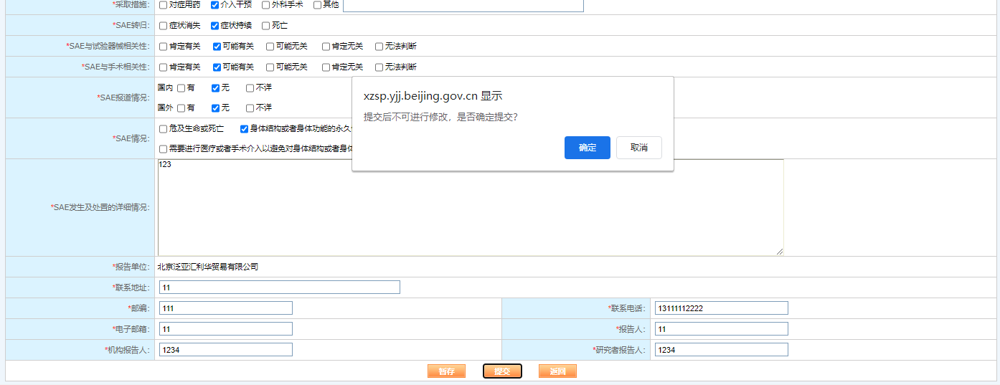 *采取措施: 对症用药 介入干预 外科手术 其他
*SAE转归: 症状消失 症状持续 死亡
*SAE与试验器械相关性: 肯定有关 可能有关 可能无关 肯定无关 无法判断
*SAE与手术相关性: 肯定有关 可能有关 可能无关 肯定无关 无法判断
*SAE报道情况:
国内 有 无 不详
国外 有 无 不详
xzsp.yjj.beijing.gov.cn 显示
提交后不可进行修改，是否确定提交?
确定 取消
*SAE情况:
危及生命或死亡 身体结构或者身体功能的永久
需要进行医疗或者手术介入以避免对身体结构或者身体
*SAE发生及处置的详细情况: 123
*报告单位: 北京泛亚汇利华贸易有限公司
*联系地址: 11
*邮编: 111 *联系电话: 13111112222
*电子邮箱: 11 *报告人: 11
*机构报告人: 1234 *研究者报告人: 1234
暂存 提交 返回